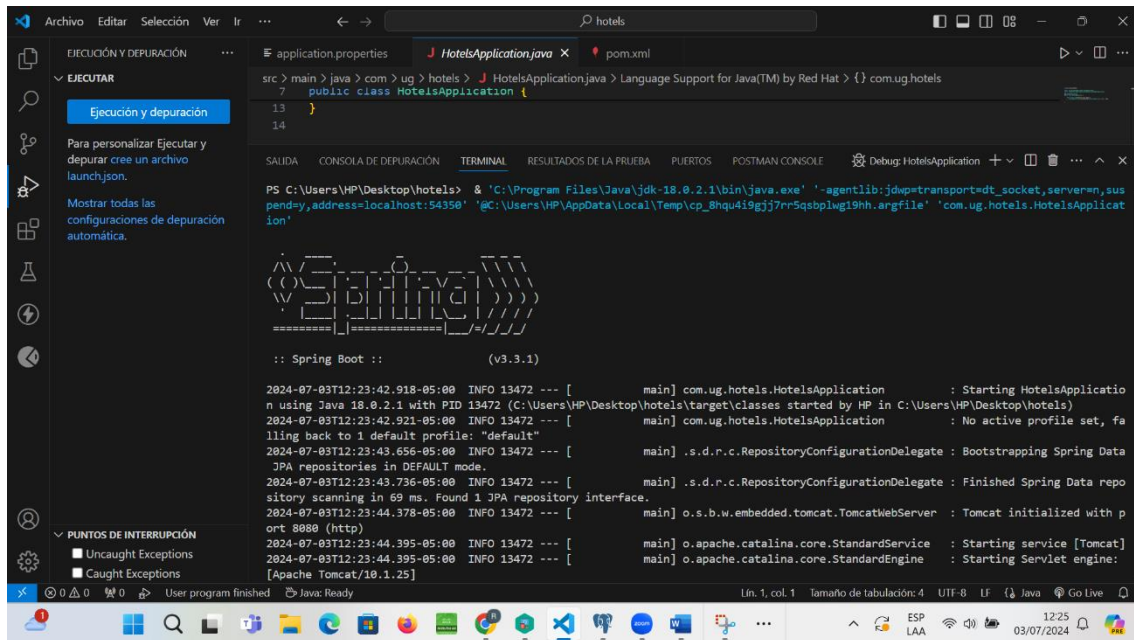 Archivo Editar Selección Ver Ir ... hotels
EJECUCIÓN Y DEPURACIÓN ...
EJECUTAR
Ejecución y depuración
Para personalizar Ejecutar y
depurar cree un archivo
launch.json.
Mostrar todas las
configuraciones de depuración
automática.
PUNTOS DE INTERRUPCIÓN
Uncaught Exceptions
Caught Exceptions
application.properties J HotelsApplication.java pom.xml
src > main > java > com > ug > hotels > J HotelsApplication.java > Language Support for Java(TM) by Red Hat > {} com.ug.hotels
7 public class HotelsApplication {
13 }
14
SALIDA CONSOLA DE DEPURACIÓN TERMINAL RESULTADOS DE LA PRUEBA PUERTOS POSTMAN CONSOLE Debug: HotelsApplication
PS C:\Users\HP\Desktop\hotels> & 'C:\Program Files\Java\jdk-18.0.2.1\bin\java.exe' '-agentlib:jdwp=transport=dt_socket,server=n,sus
pend=y,address=localhost:54350' '@C:\Users\HP\AppData\Local\Temp\cp_8hqu4i9gjj7rr5qsbplwg19hh.argfile' 'com.ug.hotels.HotelsApplicat
ion'
Spring
:: Spring Boot :: (v3.3.1)
2024-07-03T12:23:42.918-05:00 INFO 13472 --- [ main] com.ug.hotels.HotelsApplication : Starting HotelsApplicatio
n using Java 18.0.2.1 with PID 13472 (C:\Users\HP\Desktop\hotels\target\classes started by HP in C:\Users\HP\Desktop\hotels)
2024-07-03T12:23:42.921-05:00 INFO 13472 --- [ main] com.ug.hotels.HotelsApplication : No active profile set, fa
lling back to 1 default profile: "default"
2024-07-03T12:23:43.656-05:00 INFO 13472 --- [ main] .s.d.r.c.RepositoryConfigurationDelegate : Bootstrapping Spring Data
JPA repositories in DEFAULT mode.
2024-07-03T12:23:43.736-05:00 INFO 13472 --- [ main] .s.d.r.c.RepositoryConfigurationDelegate : Finished Spring Data repo
sitory scanning in 69 ms. Found 1 JPA repository interface.
2024-07-03T12:23:44.378-05:00 INFO 13472 --- [ main] o.s.b.w.embedded.tomcat.TomcatWebServer : Tomcat initialized with p
ort 8080 (http)
2024-07-03T12:23:44.395-05:00 INFO 13472 --- [ main] o.apache.catalina.core.StandardService : Starting service [Tomcat]
2024-07-03T12:23:44.395-05:00 INFO 13472 --- [ main] o.apache.catalina.core.StandardEngine : Starting Servlet engine:
[Apache Tomcat/10.1.25]
0 0 0 User program finished Java: Ready Lín. 1, col. 1 Tamaño de tabulación: 4 UTF-8 LF {} Java Go Live
zoom ESP
LAA
12:25
03/07/2024
PRE